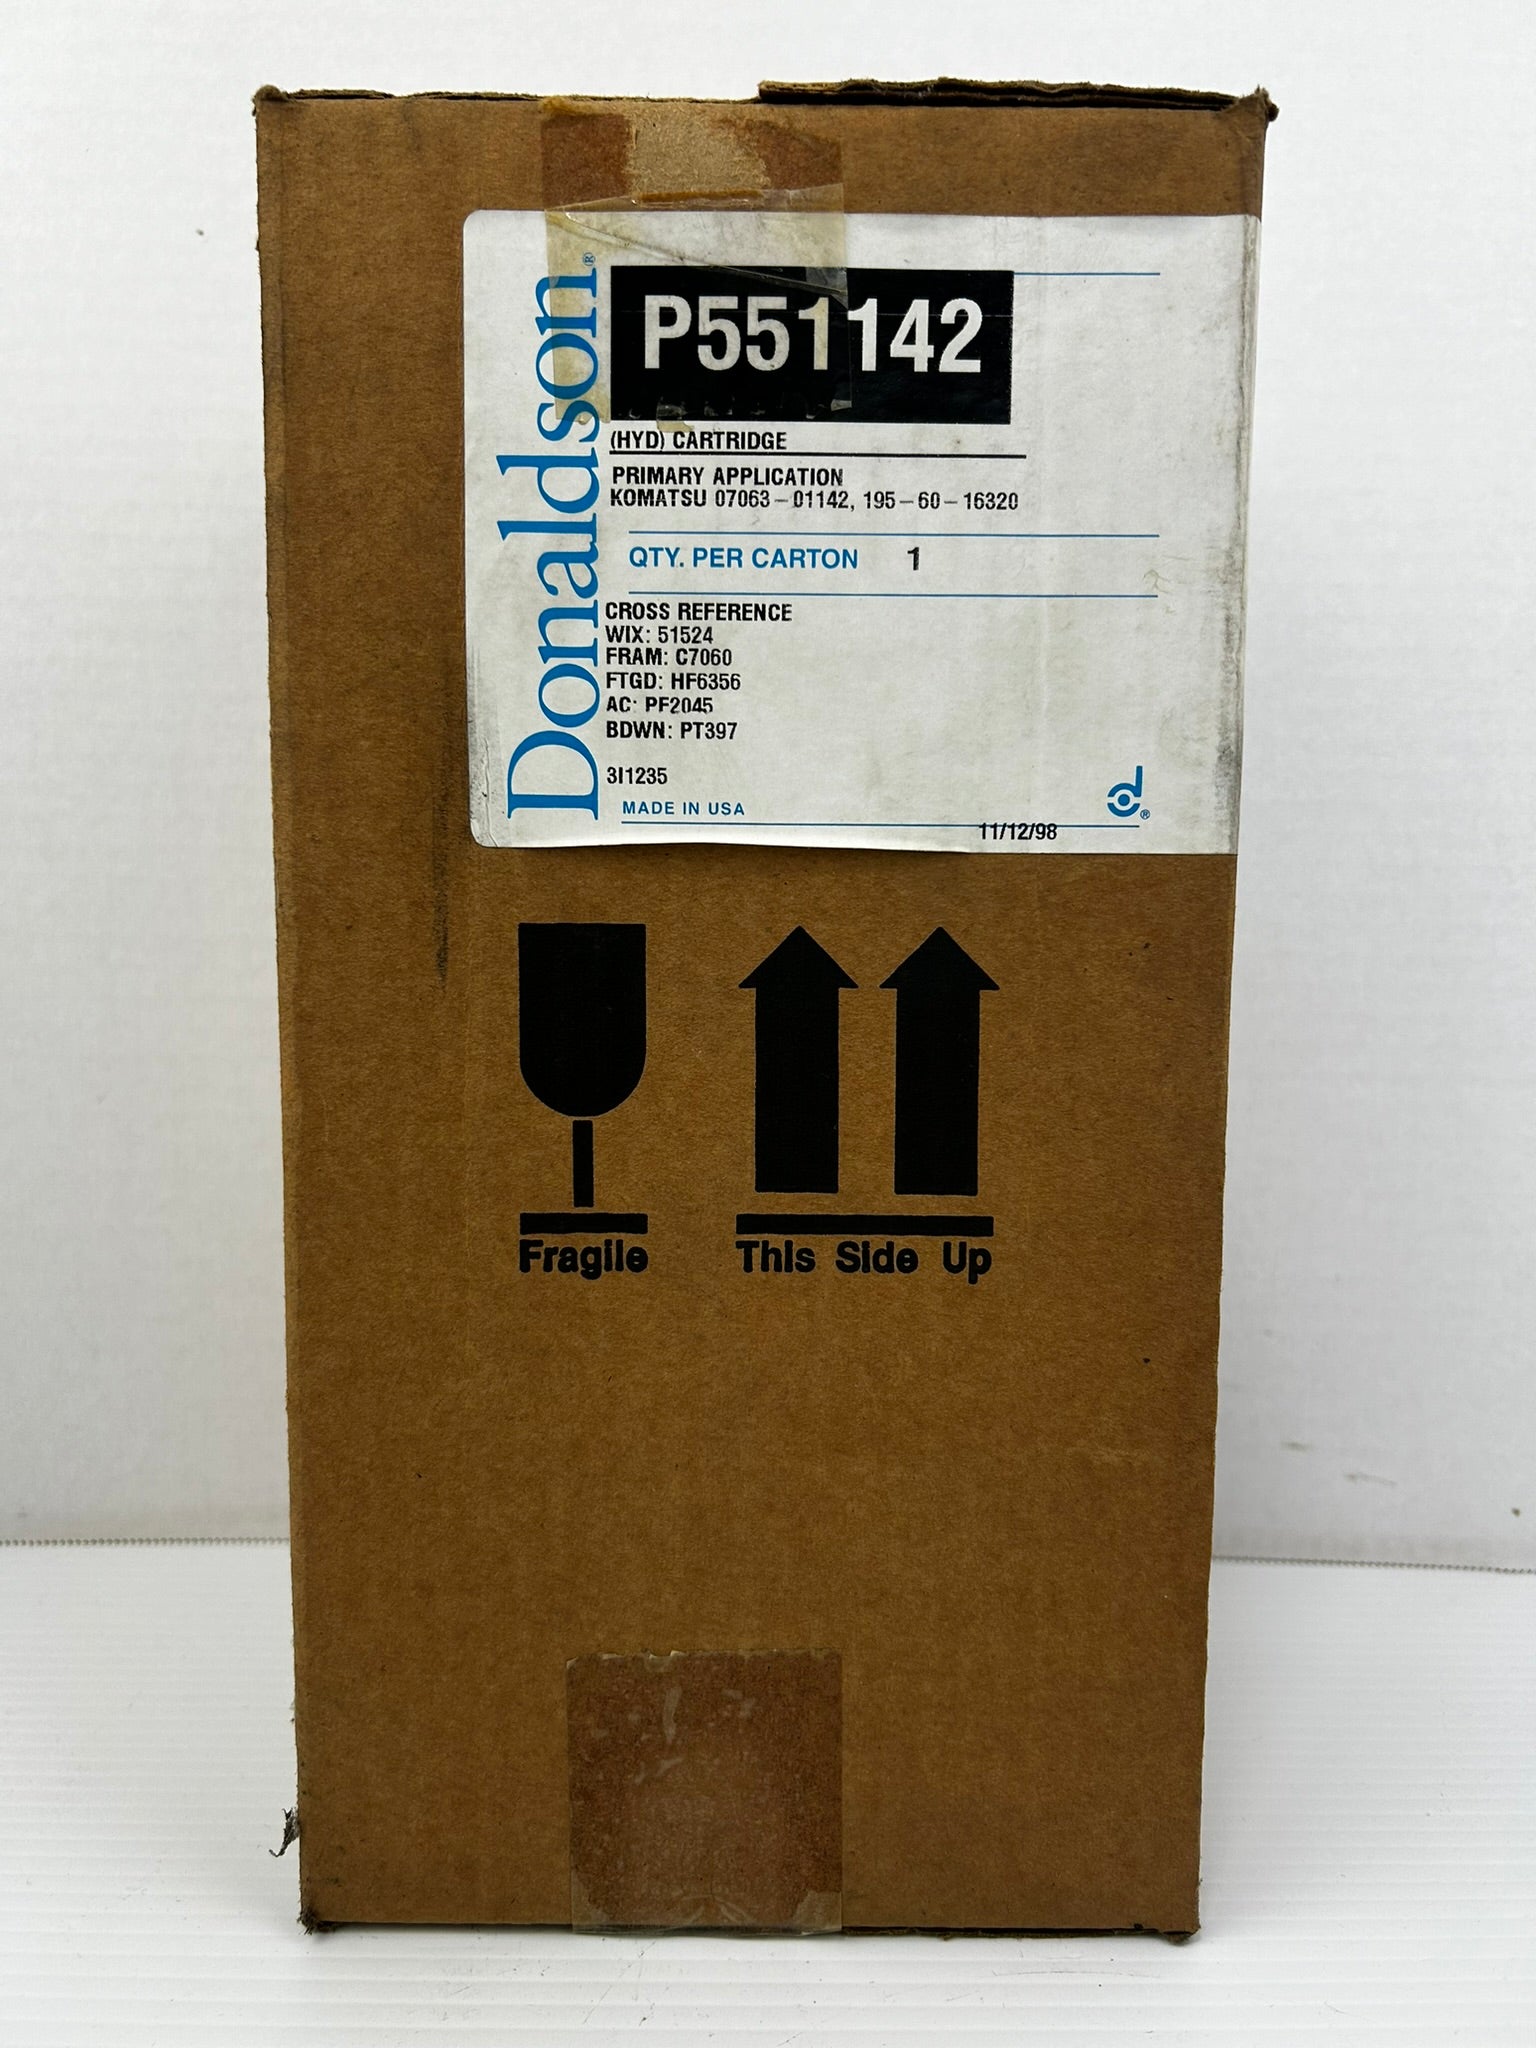 Donaldson®
P551142
(HYD) CARTRIDGE
PRIMARY APPLICATION
KOMATSU 07063-01142, 195-60-16320
QTY. PER CARTON 1
CROSS REFERENCE
WIX: 51524
FRAM: C7060
FTGD: HF6356
AC: PF2045
BDWN: PT397
3I1235
MADE IN USA
®
11/12/98
Fragile
This Side Up